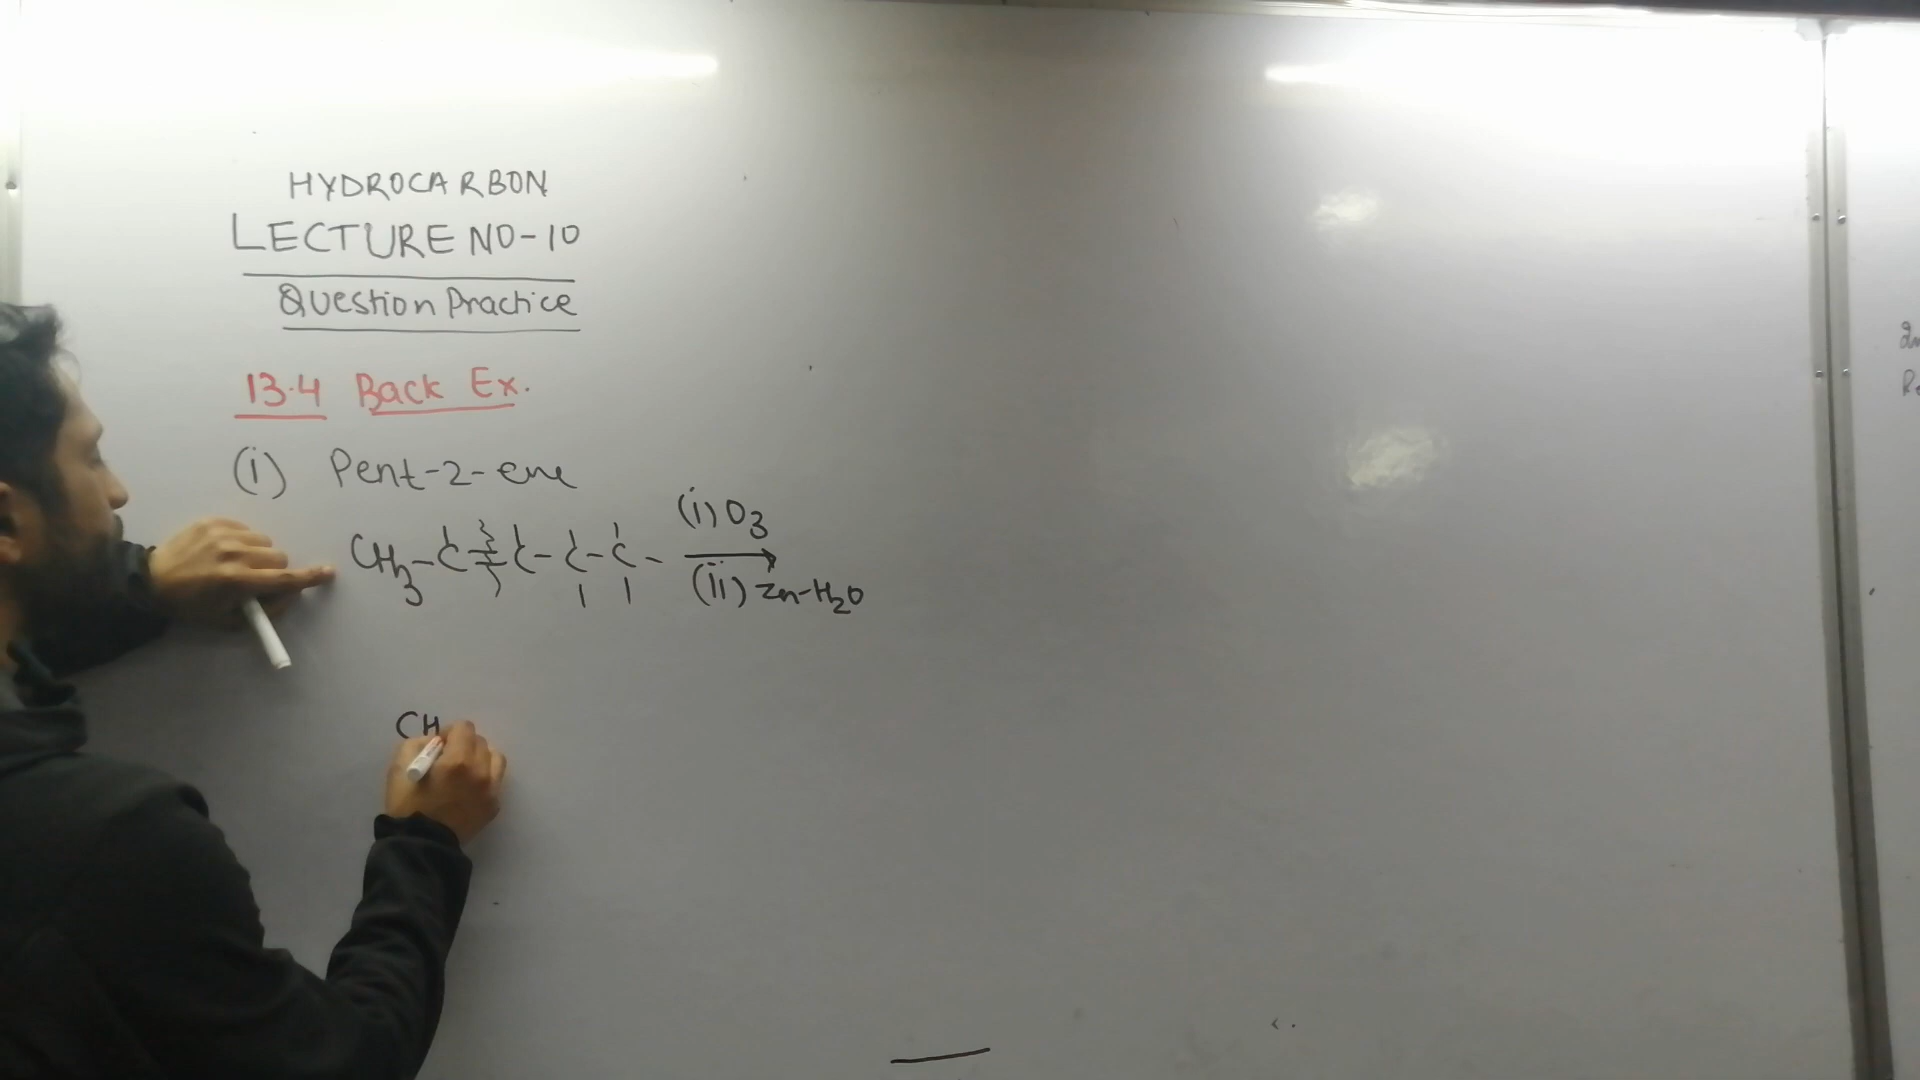 HYDROCARBON
LECTURE NO-10
Question Practice
13.4 Back Ex.
(i) Pent-2-ene
(i) O3
CH3-C=C-C-C-
(ii) Zn-H2O
CH